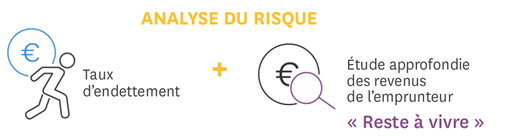 ANALYSE DU RISQUE
€
Taux
d'endettement
+
€
Étude approfondie
des revenus
de l'emprunteur
« Reste à vivre »